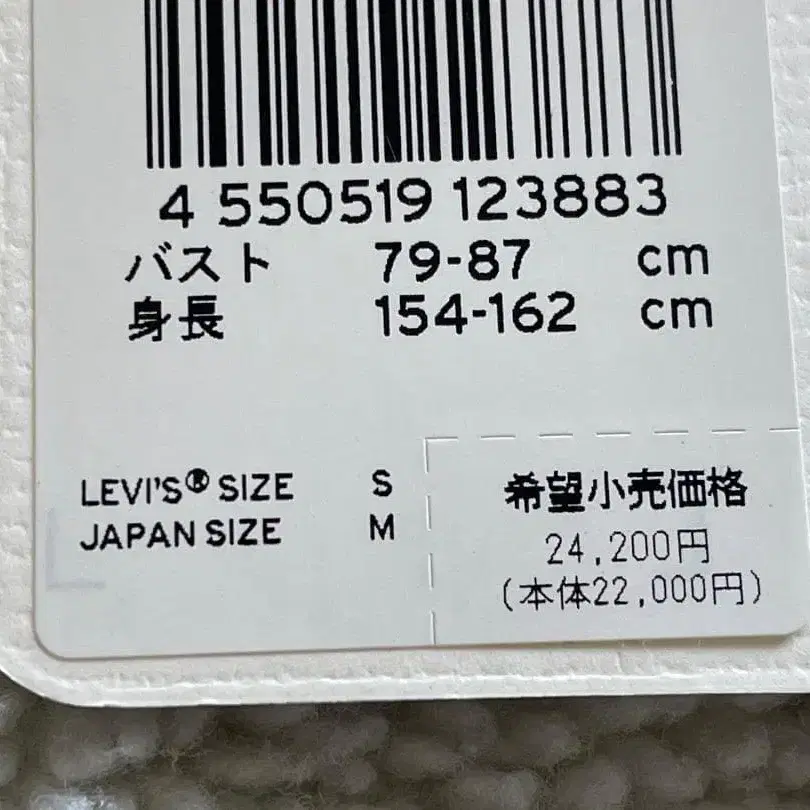 4 550519 123883
バスト 79-87 cm
身長 154-162 cm
LEVI'S® SIZE S
JAPAN SIZE M
希望小売価格
24,200円
(本体22,000円)